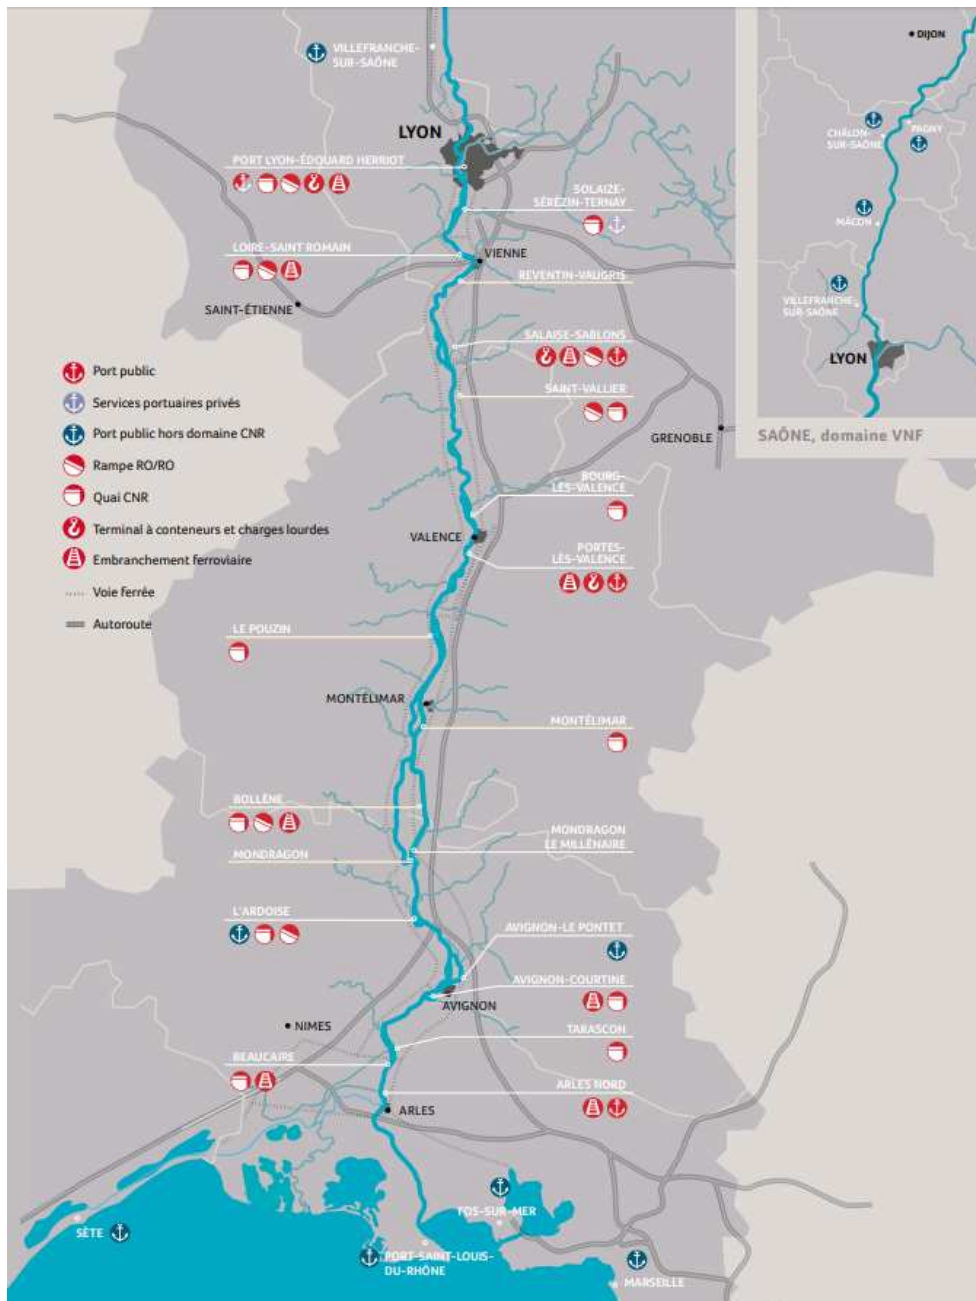 VILLEFRANCHE-
SUR-SAÔNE
DIJON
LYON
CHÂLON-
SUR-SAÔNE
PAGNY
PORT LYON-ÉDOUARD HERRIOT
SOLAIZE-
SÉRÉZIN-TERNAY
MÂCON
LOIRE-SAINT ROMAIN
VIENNE
REVENTIN-VAUGRIS
VILLEFRANCHE-
SUR-SAÔNE
SAINT-ÉTIENNE
SALAISE-SABLONS
LYON
Port public
Services portuaires privés
Port public hors domaine CNR
Rampe RO/RO
Quai CNR
Terminal à conteneurs et charges lourdes
Embranchement ferroviaire
Voie ferrée
Autoroute
SAINT-VALLIER
GRENOBLE
SAÔNE, domaine VNF
BOURG-
LÈS-VALENCE
VALENCE
PORTES-
LÈS-VALENCE
LE POUZIN
MONTÉLIMAR
MONTÉLIMAR
BOLLÈNE
MONDRAGON
LE MILLÉNAIRE
MONDRAGON
L'ARDOISE
AVIGNON-LE PONTET
AVIGNON-COURTINE
AVIGNON
NIMES
TARASCON
BEAUCAIRE
ARLES NORD
ARLES
FOS-SUR-MER
SÈTE
PORT-SAINT-LOUIS-
DU-RHÔNE
MARSEILLE